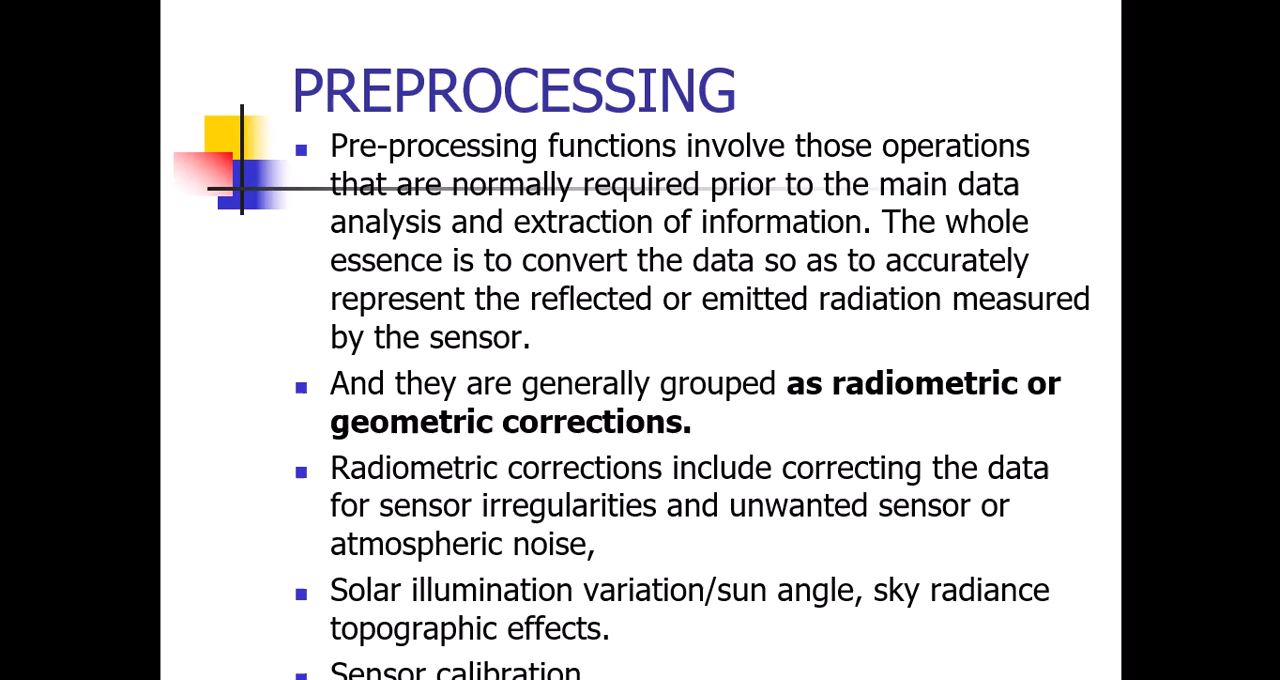 PREPROCESSING
Pre-processing functions involve those operations
that are normally required prior to the main data
analysis and extraction of information. The whole
essence is to convert the data so as to accurately
represent the reflected or emitted radiation measured
by the sensor.
And they are generally grouped as radiometric or
geometric corrections.
Radiometric corrections include correcting the data
for sensor irregularities and unwanted sensor or
atmospheric noise,
Solar illumination variation/sun angle, sky radiance
topographic effects.
Sensor calibration